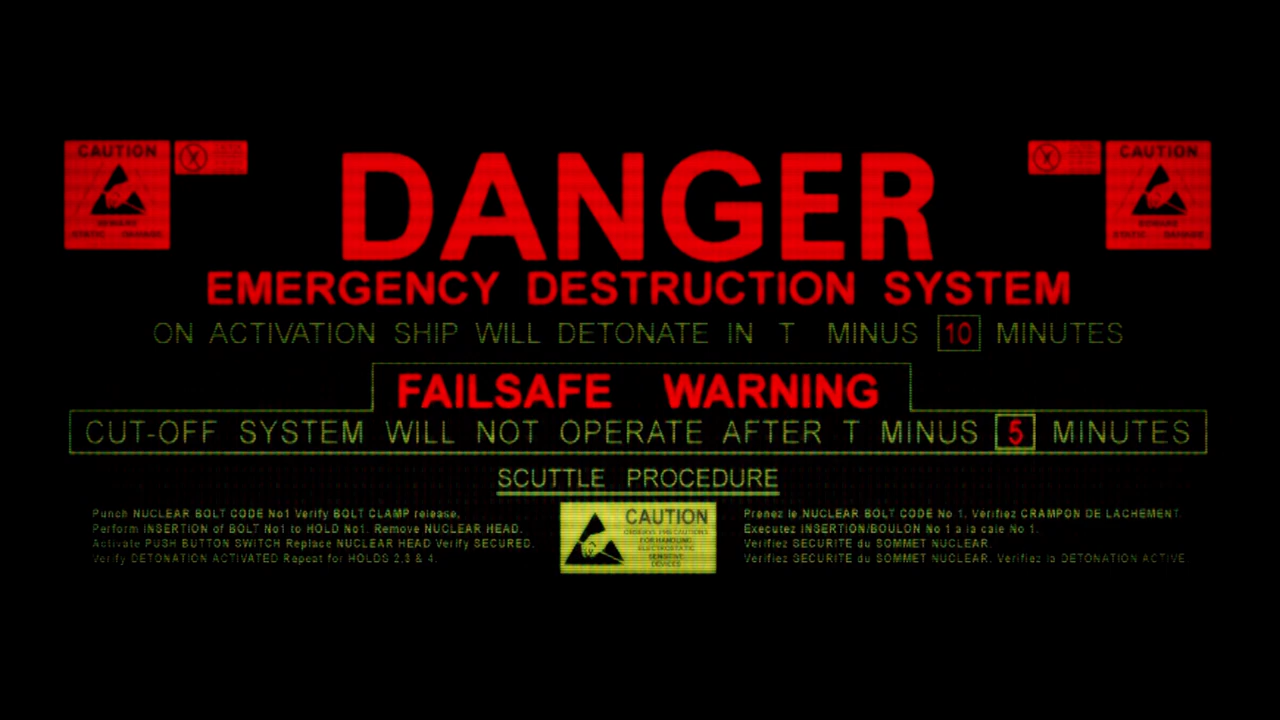 CAUTION
CAUTION
DANGER
EMERGENCY DESTRUCTION SYSTEM
ON ACTIVATION SHIP WILL DETONATE IN T MINUS 10 MINUTES
FAILSAFE WARNING
CUT-OFF SYSTEM WILL NOT OPERATE AFTER T MINUS 5 MINUTES
SCUTTLE PROCEDURE
Punch NUCLEAR BOLT CODE No1 Verify BOLT CLAMP release.
Perform INSERTION of BOLT No1 to HOLD No1. Remove NUCLEAR HEAD.
Activate PUSH BUTTON SWITCH Replace NUCLEAR HEAD Verify SECURED.
Verify DETONATION ACTIVATED Repeat for HOLDS 2,3 & 4.
CAUTION
FOR HANDLING
ELECTROSTATIC
SENSITIVE
DEVICES
Prenez le NUCLEAR BOLT CODE No 1. Verifiez CRAMPON DE LACHEMENT.
Executez INSERTION/BOULON No 1 a la cale No 1.
Verifiez SECURITE du SOMMET NUCLEAR.
Verifiez SECURITE du SOMMET NUCLEAR. Verifiez la DETONATION ACTIVE.